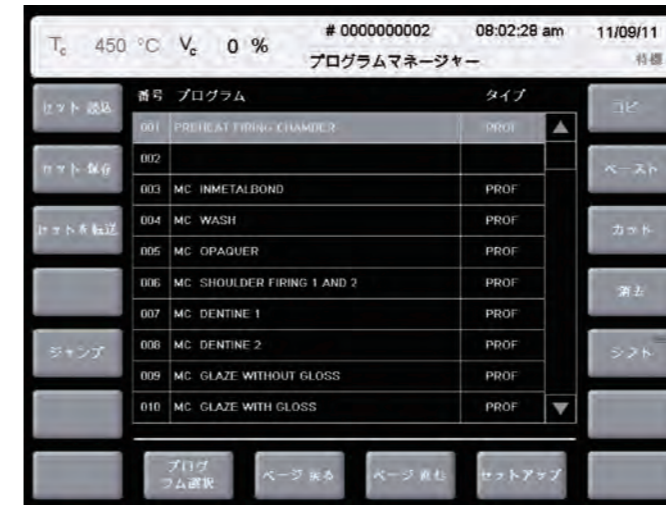 Tc 450 °C Vc 0 % # 0000000002 08:02:28 am 11/09/11
プログラムマネージャー 待機
番号 プログラム タイプ
001 PREHEAT FIRING CHAMBER PROF
002
003 MC INMETALBOND PROF
004 MC WASH PROF
005 MC OPAQUER PROF
006 MC SHOULDER FIRING 1 AND 2 PROF
007 MC DENTINE 1 PROF
008 MC DENTINE 2 PROF
009 MC GLAZE WITHOUT GLOSS PROF
010 MC GLAZE WITH GLOSS PROF
セット 読込
セット 保存
セットを転送
ジャンプ
コピー
ペースト
カット
消去
シフト
プログ
ラム選択
ページ 戻る
ページ 進む
セットアップ